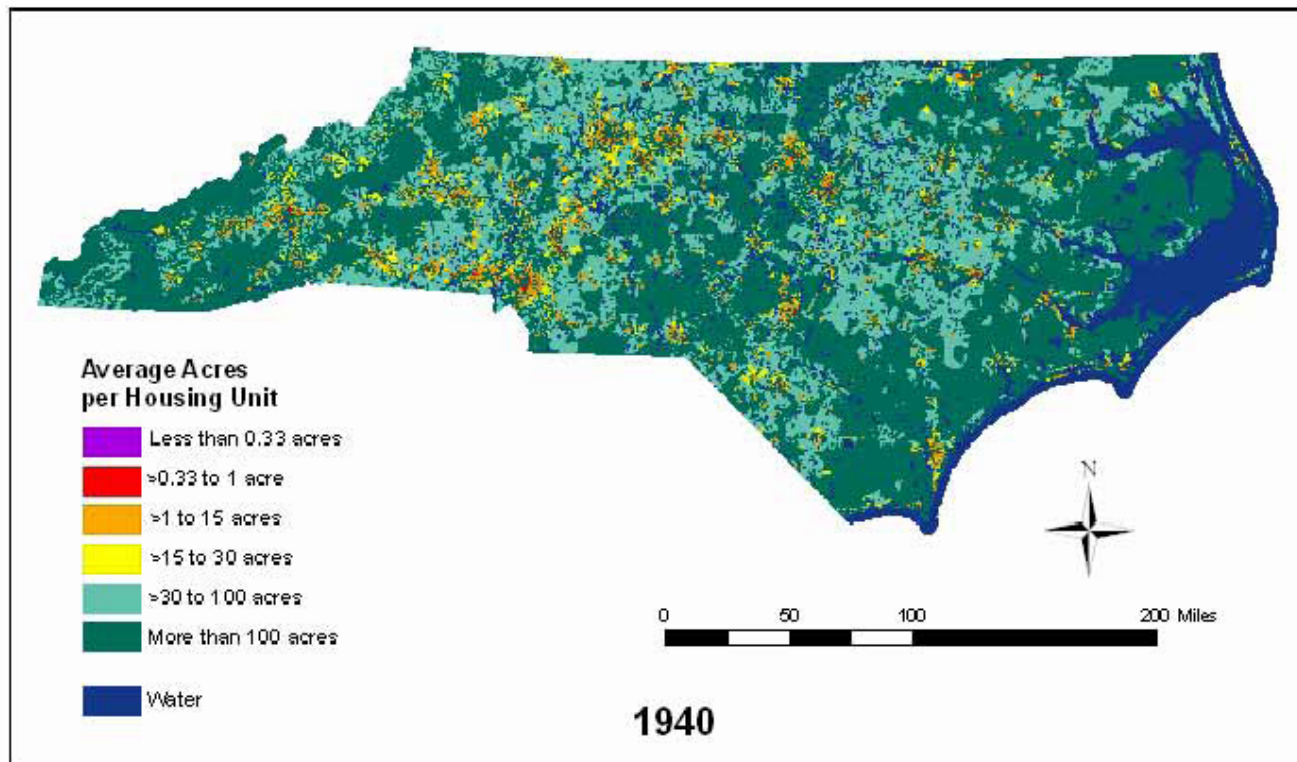 Average Acres
per Housing Unit
Less than 0.33 acres
>0.33 to 1 acre
>1 to 15 acres
>15 to 30 acres
>30 to 100 acres
More than 100 acres
Water
N
0 50 100 200 Miles
1940